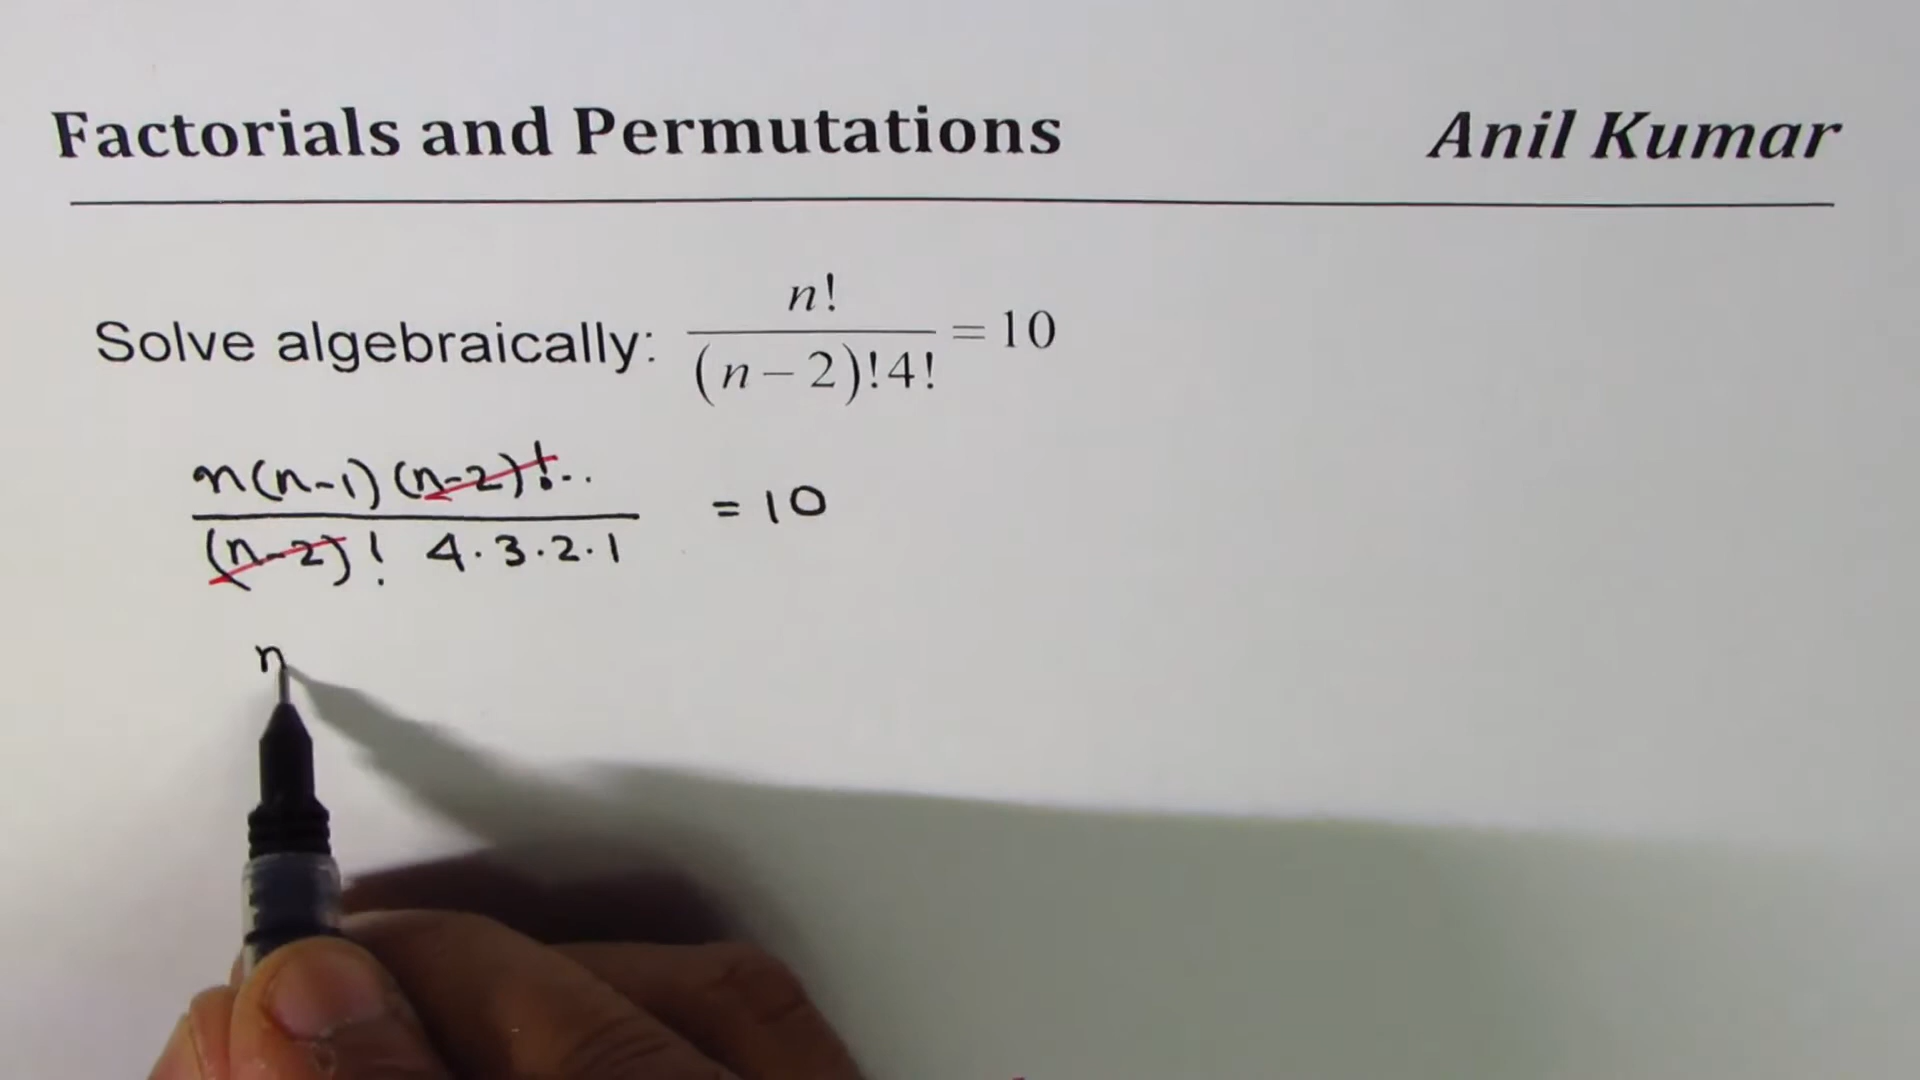 Factorials and Permutations Anil Kumar
Solve algebraically: n! / (n − 2)!4! = 10
n(n-1)(n-2)!.. / (n-2)! 4·3·2·1 = 10
n